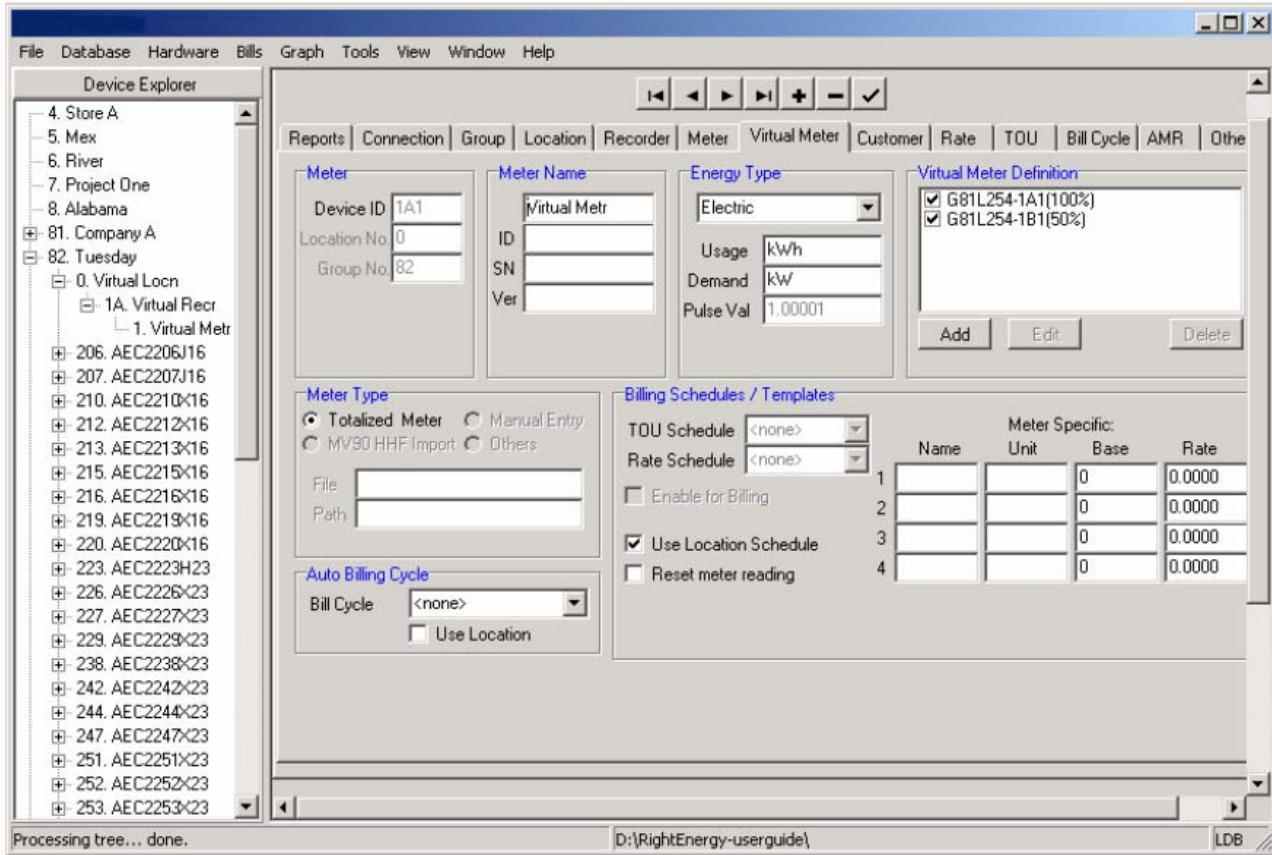 File Database Hardware Bills Graph Tools View Window Help
Device Explorer
4. Store A
5. Mex
6. River
7. Project One
8. Alabama
81. Company A
82. Tuesday
0. Virtual Locn
1A. Virtual Recr
1. Virtual Metr
206. AEC2206J16
207. AEC2207J16
210. AEC2210X16
212. AEC2212X16
213. AEC2213X16
215. AEC2215X16
216. AEC2216X16
219. AEC2219X16
220. AEC2220X16
223. AEC2223H23
226. AEC2226X23
227. AEC2227X23
229. AEC2229X23
238. AEC2238X23
242. AEC2242X23
244. AEC2244X23
247. AEC2247X23
251. AEC2251X23
252. AEC2252X23
253. AEC2253X23
Reports Connection Group Location Recorder Meter Virtual Meter Customer Rate TOU Bill Cycle AMR Othe
Meter
Device ID 1A1
Location No. 0
Group No. 82
Meter Name
Virtual Metr
ID
SN
Ver
Energy Type
Electric
Usage kWh
Demand kW
Pulse Val 1.00001
Virtual Meter Definition
G81L254-1A1(100%)
G81L254-1B1(50%)
Add Edit Delete
Meter Type
Totalized Meter Manual Entry
MV90 HHF Import Others
File
Path
Auto Billing Cycle
Bill Cycle <none>
Use Location
Billing Schedules / Templates
TOU Schedule <none>
Rate Schedule <none>
Enable for Billing
Use Location Schedule
Reset meter reading
Meter Specific:
Name Unit Base Rate
1 0 0.0000
2 0 0.0000
3 0 0.0000
4 0 0.0000
Processing tree... done. D:\RightEnergy-userguide\ LDB